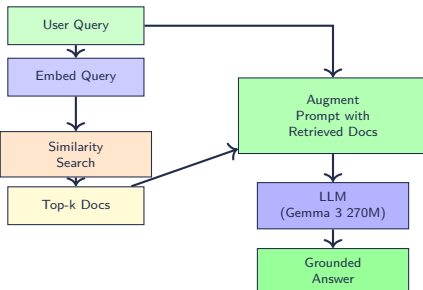 User Query
Embed Query
Similarity
Search
Top-k Docs
Augment
Prompt with
Retrieved Docs
LLM
(Gemma 3 270M)
Grounded
Answer